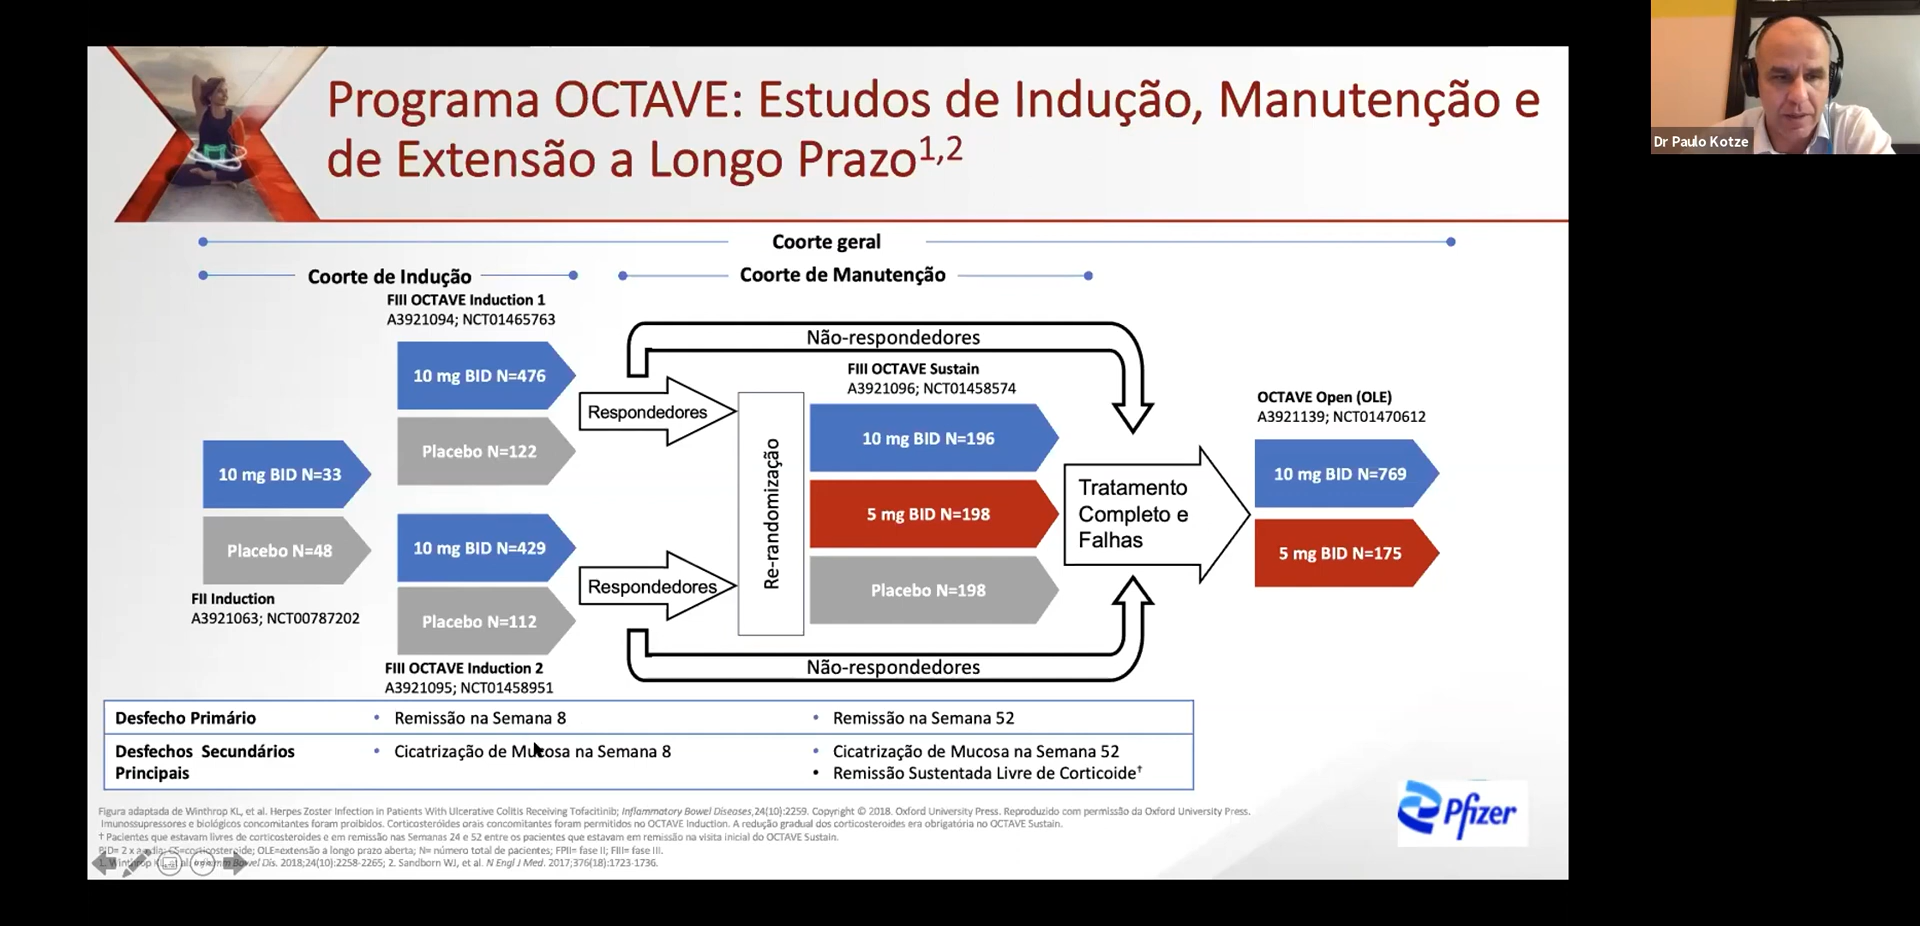 Programa OCTAVE: Estudos de Indução, Manutenção e
de Extensão a Longo Prazo1,2
Dr Paulo Kotze
Coorte geral
Coorte de Indução
Coorte de Manutenção
FIII OCTAVE Induction 1
A3921094; NCT01465763
10 mg BID N=476
Placebo N=122
10 mg BID N=33
Placebo N=48
FII Induction
A3921063; NCT00787202
10 mg BID N=429
Placebo N=112
FIII OCTAVE Induction 2
A3921095; NCT01458951
Não-respondedores
Respondedores
Respondedores
Não-respondedores
Re-randomização
FIII OCTAVE Sustain
A3921096; NCT01458574
10 mg BID N=196
5 mg BID N=198
Placebo N=198
Tratamento
Completo e
Falhas
OCTAVE Open (OLE)
A3921139; NCT01470612
10 mg BID N=769
5 mg BID N=175
Desfecho Primário
• Remissão na Semana 8
• Remissão na Semana 52
Desfechos Secundários
Principais
• Cicatrização de Mucosa na Semana 8
• Cicatrização de Mucosa na Semana 52
• Remissão Sustentada Livre de Corticoide†
Figura adaptada de Winthrop KL, et al. Herpes Zoster Infection in Patients With Ulcerative Colitis Receiving Tofacitinib; Inflammatory Bowel Diseases,24(10):2259. Copyright © 2018. Oxford University Press. Reproduzido com permissão da Oxford University Press.
Imunossupressores e biológicos concomitantes foram proibidos. Corticosteróides orais concomitantes foram permitidos no OCTAVE Induction. A redução gradual dos corticosteroides era obrigatória no OCTAVE Sustain.
†Pacientes que estavam livres de corticosteroides e em remissão nas Semanas 24 e 52 entre os pacientes que estavam em remissão na visita inicial do OCTAVE Sustain.
BID= 2 x a dia; CS=corticosteroide; OLE=extensão a longo prazo aberta; N= número total de pacientes; FPII= fase II; FIII= fase III.
Dis. 2018;24(10):2258-2265; 2. Sandborn WJ, et al. N Engl J Med. 2017;376(18):1723-1736.
Pfizer